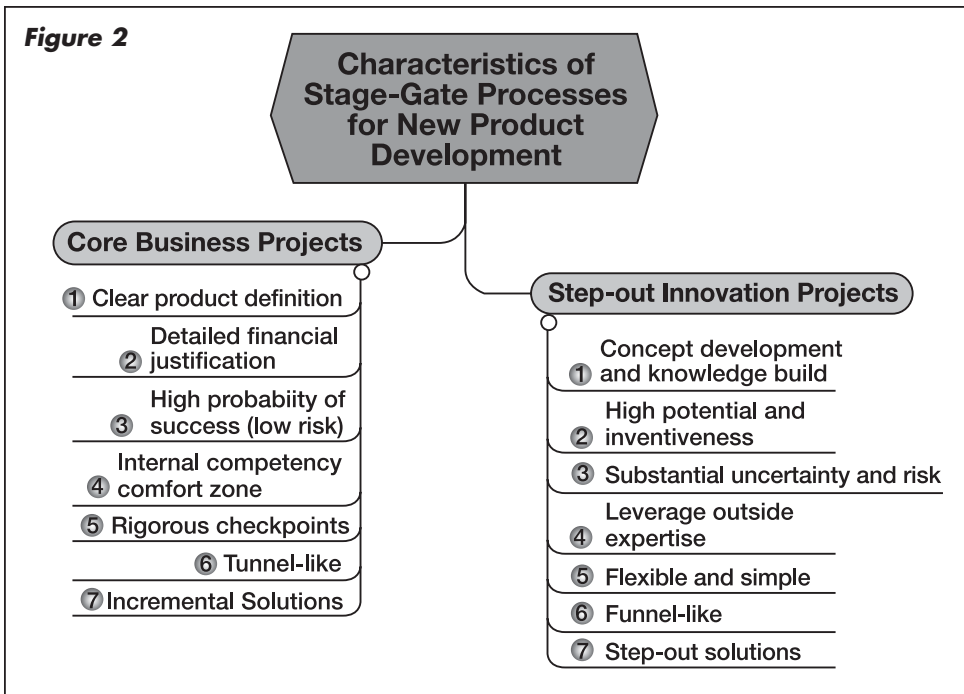 Figure 2
Characteristics of
Stage-Gate Processes
for New Product
Development
Core Business Projects
1 Clear product definition
Detailed financial
2 justification
High probabiity of
3 success (low risk)
Internal competency
4 comfort zone
5 Rigorous checkpoints
6 Tunnel-like
7 Incremental Solutions
Step-out Innovation Projects
Concept development
1 and knowledge build
High potential and
2 inventiveness
3 Substantial uncertainty and risk
Leverage outside
4 expertise
5 Flexible and simple
6 Funnel-like
7 Step-out solutions